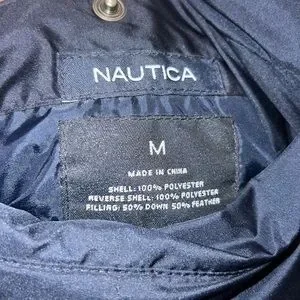 NAUTICA
M
MADE IN CHINA
SHELL: 100% POLYESTER
REVERSE SHELL: 100% POLYESTER
FILLING: 50% DOWN 50% FEATHER